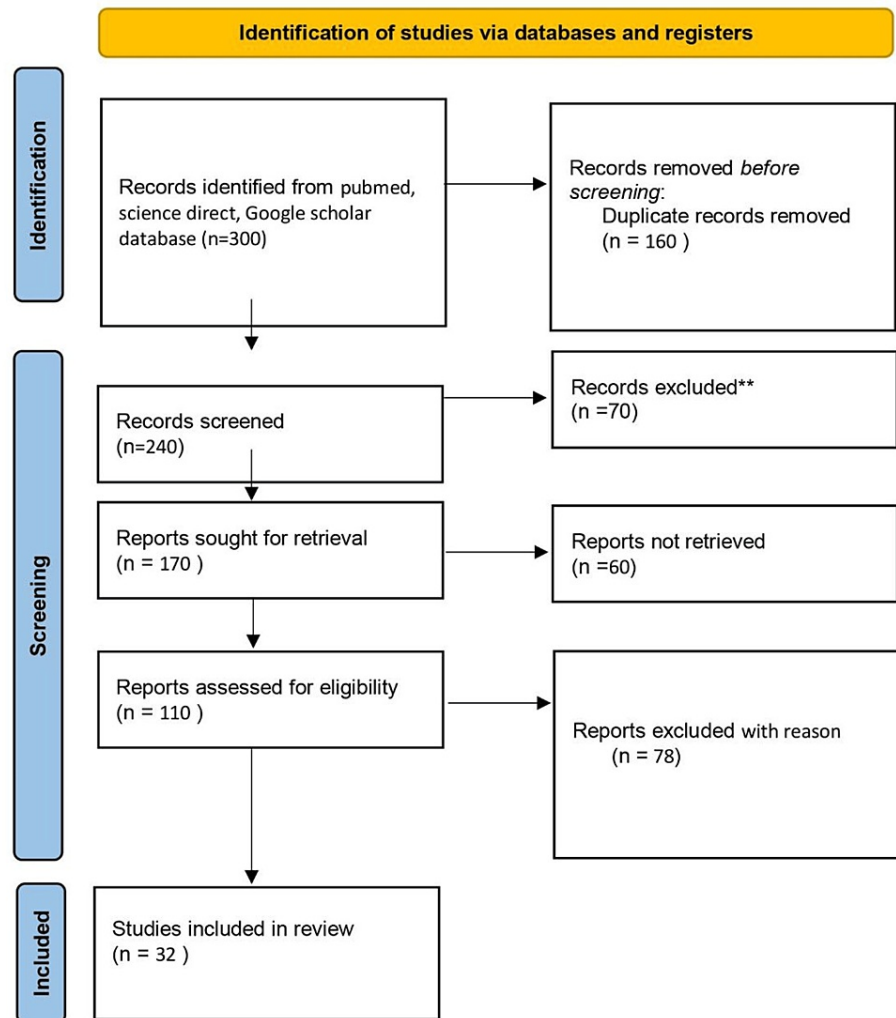 Identification of studies via databases and registers
Identification
Records identified from pubmed,
science direct, Google scholar
database (n=300)
Records removed before
screening:
Duplicate records removed
(n = 160 )
Screening
Records screened
(n=240)
Records excluded**
(n =70)
Reports sought for retrieval
(n = 170 )
Reports not retrieved
(n =60)
Reports assessed for eligibility
(n = 110 )
Reports excluded with reason
(n = 78)
Included
Studies included in review
(n = 32 )